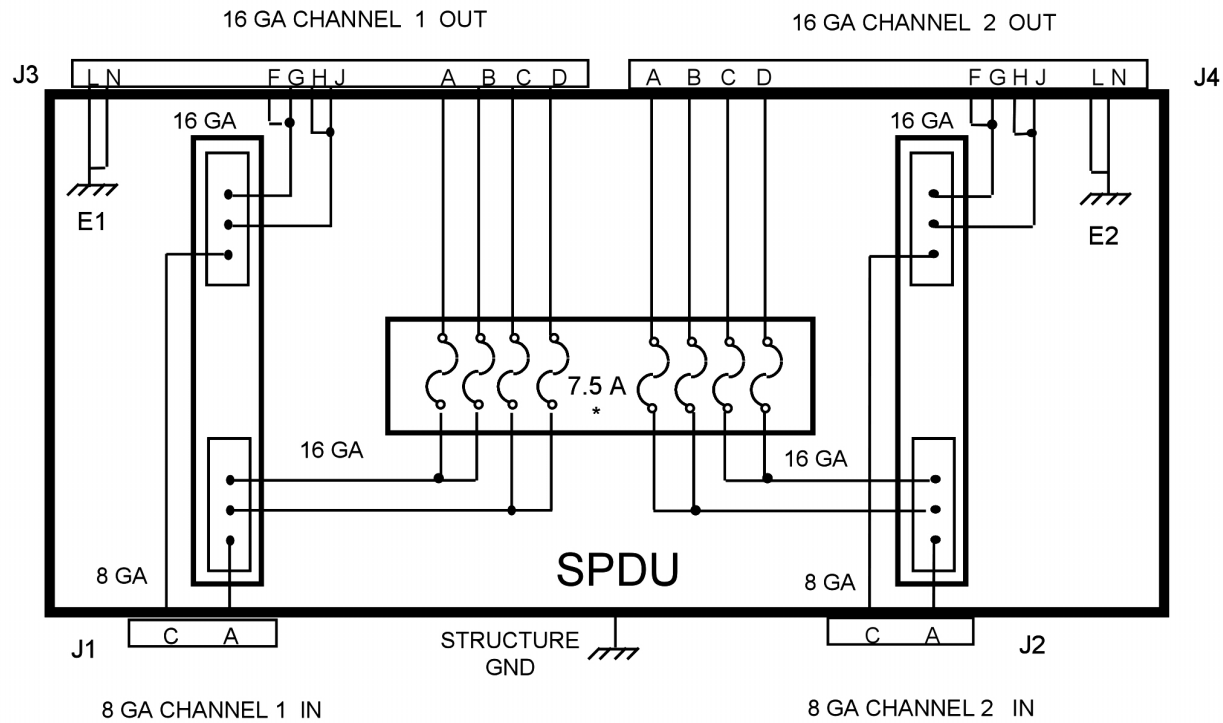 16 GA CHANNEL 1 OUT
16 GA CHANNEL 2 OUT
J3
L N F G H J A B C D
A B C D F G H J L N
J4
16 GA
16 GA
E1
E2
7.5 A
*
16 GA
16 GA
SPDU
8 GA
8 GA
J1
C A
STRUCTURE
GND
C A
J2
8 GA CHANNEL 1 IN
8 GA CHANNEL 2 IN